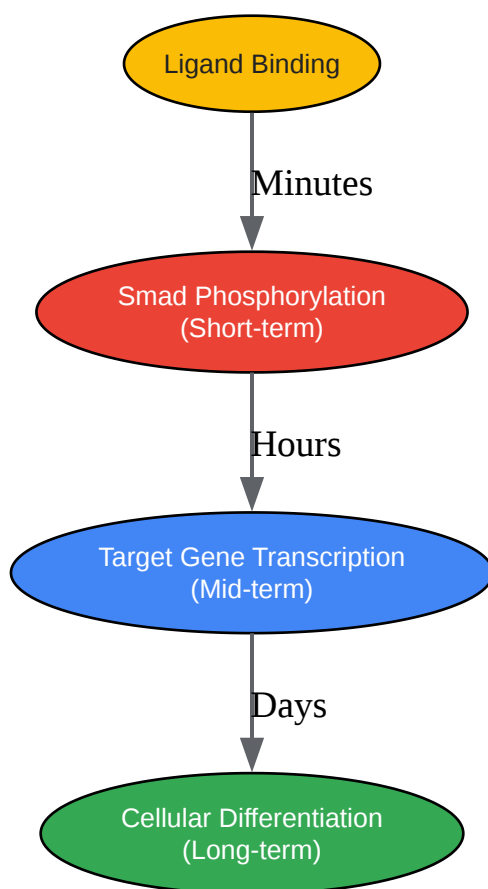 Ligand Binding
Minutes
Smad Phosphorylation
(Short-term)
Hours
Target Gene Transcription
(Mid-term)
Days
Cellular Differentiation
(Long-term)